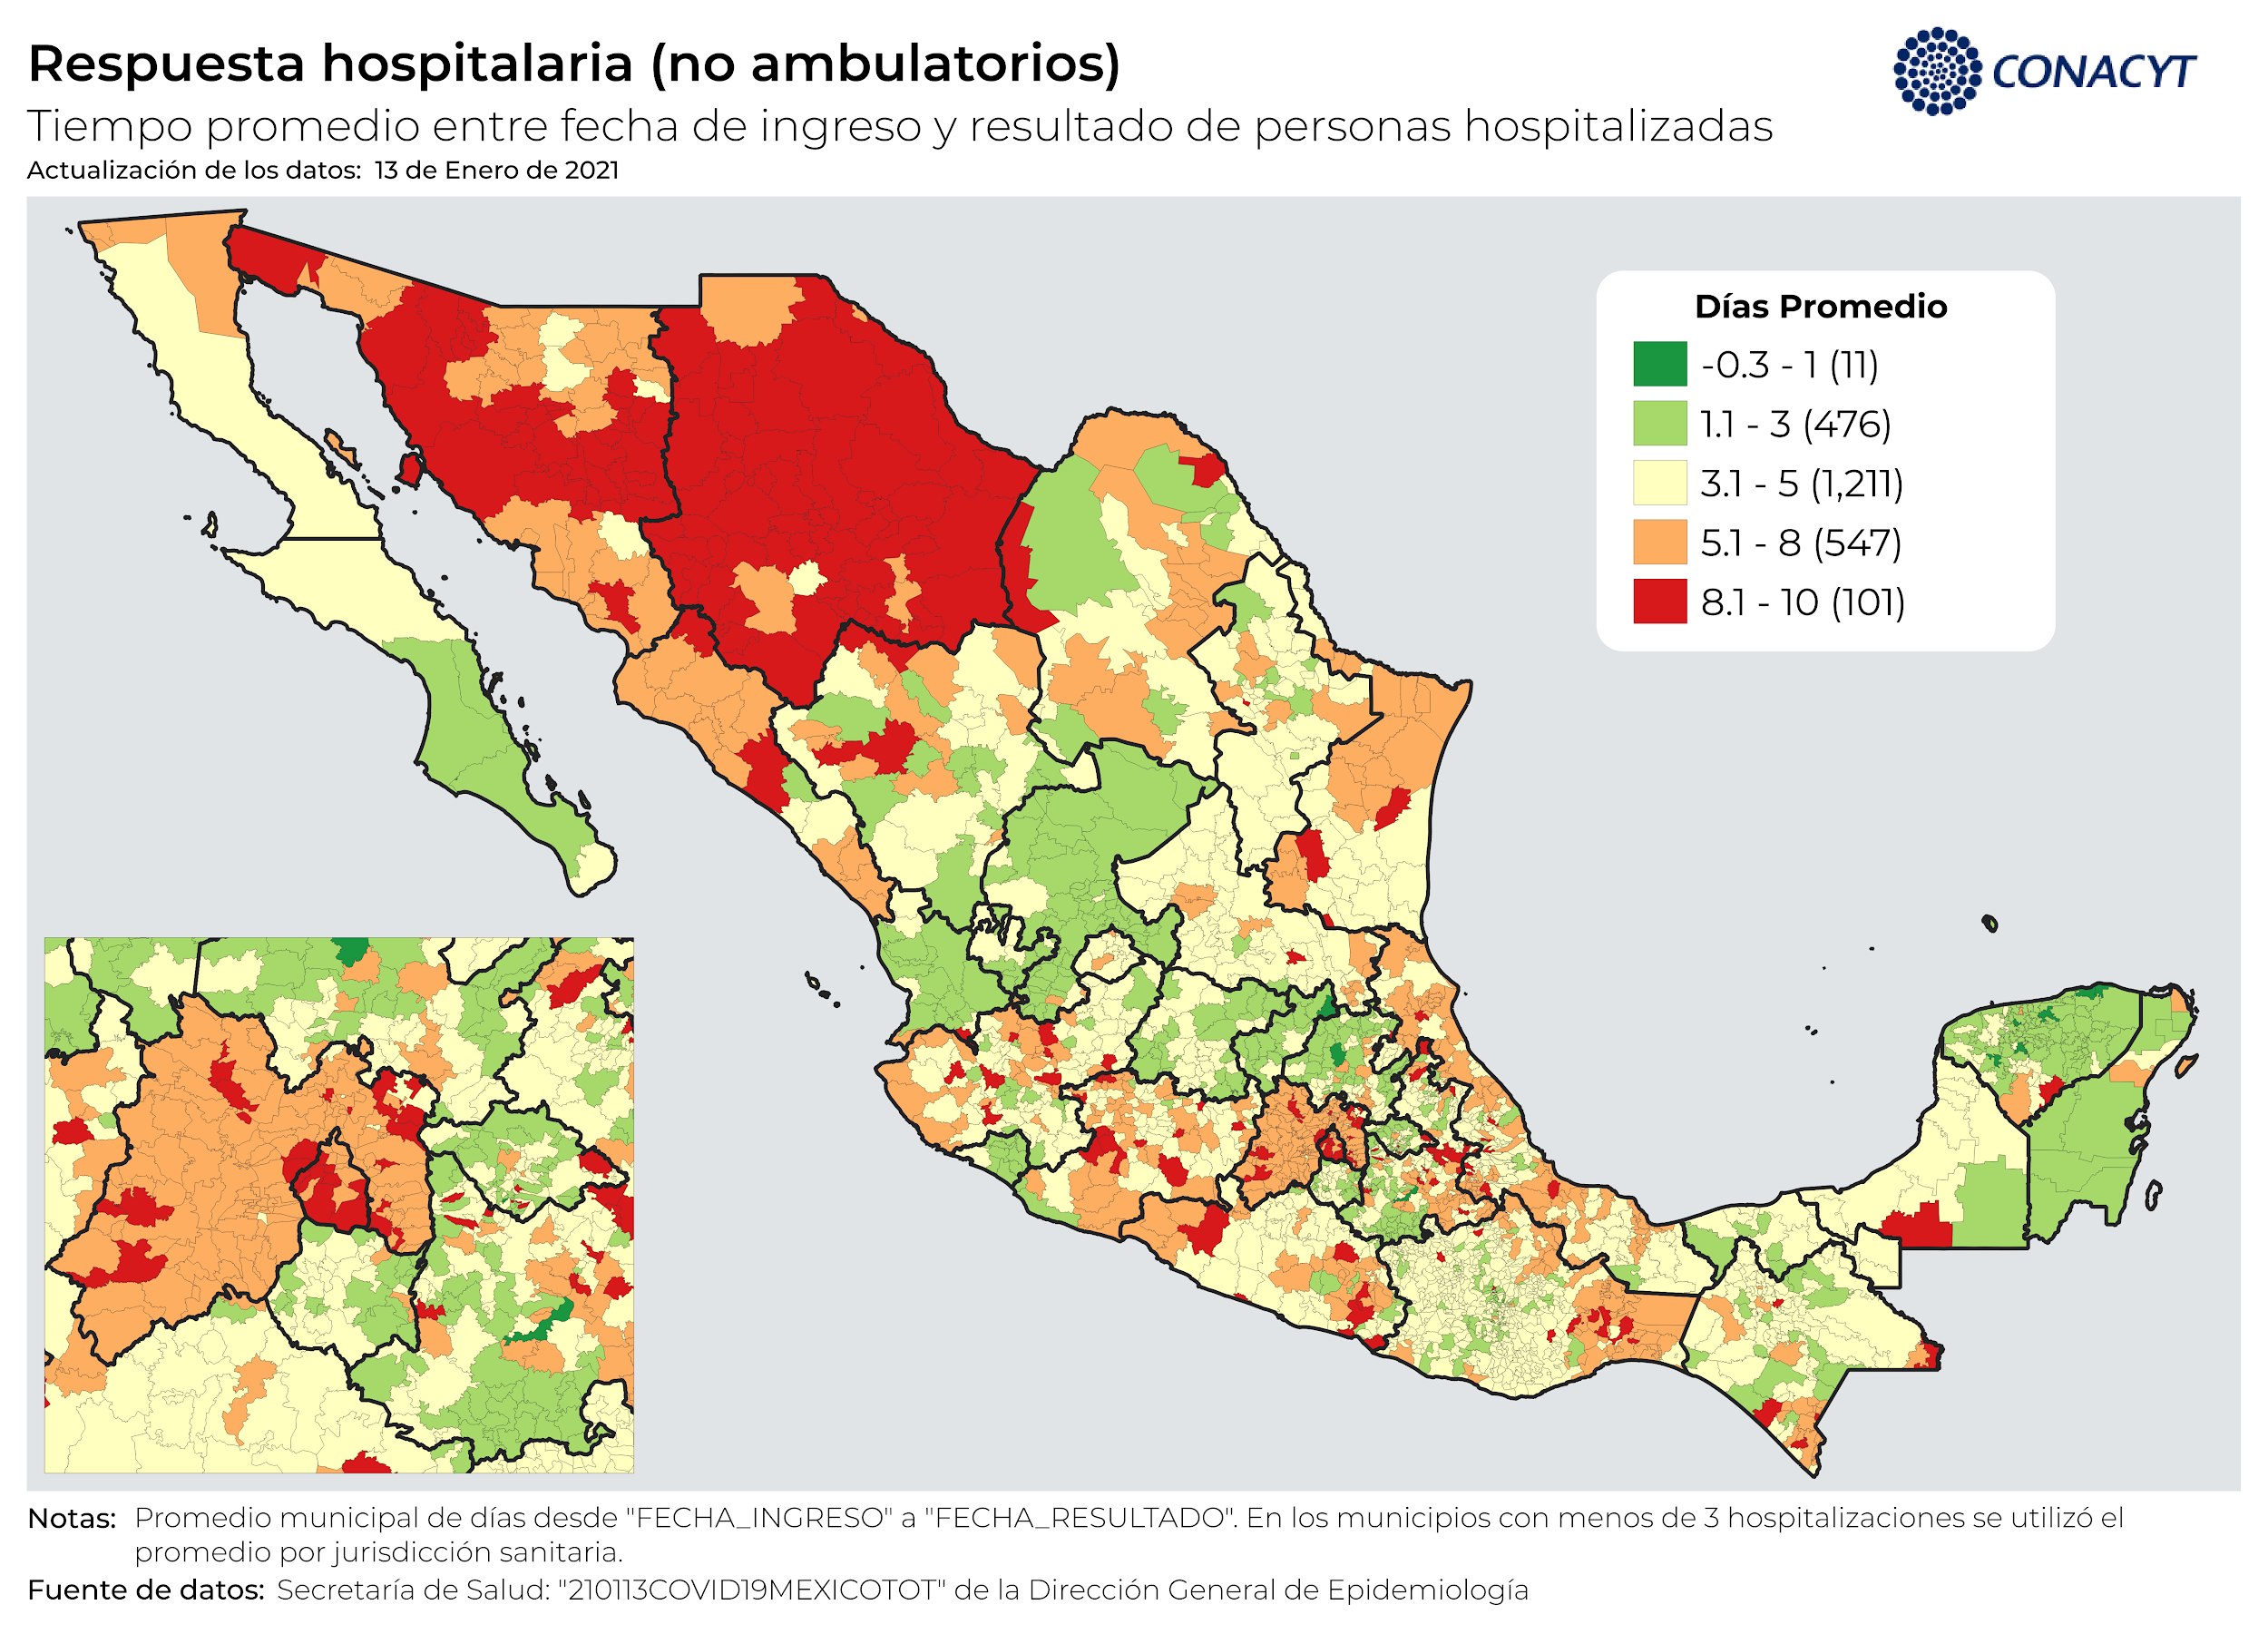 Respuesta hospitalaria (no ambulatorios)
CONACYT
Tiempo promedio entre fecha de ingreso y resultado de personas hospitalizadas
Actualización de los datos: 13 de Enero de 2021
Días Promedio
-0.3 - 1 (11)
1.1 - 3 (476)
3.1 - 5 (1,211)
5.1 - 8 (547)
8.1 - 10 (101)
Notas: Promedio municipal de días desde "FECHA_INGRESO" a "FECHA_RESULTADO". En los municipios con menos de 3 hospitalizaciones se utilizó el
promedio por jurisdicción sanitaria.
Fuente de datos: Secretaría de Salud: "210113COVID19MEXICOTOT" de la Dirección General de Epidemiología